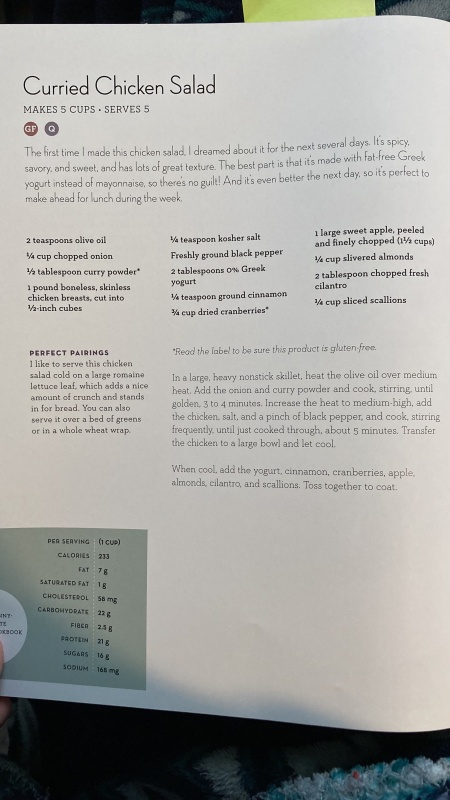 Curried Chicken Salad
MAKES 5 CUPS • SERVES 5
GF Q
The first time I made this chicken salad, I dreamed about it for the next several days. It's spicy,
savory, and sweet, and has lots of great texture. The best part is that it's made with fat-free Greek
yogurt instead of mayonnaise, so there's no guilt! And it's even better the next day, so it's perfect to
make ahead for lunch during the week.
2 teaspoons olive oil
¼ cup chopped onion
½ tablespoon curry powder*
1 pound boneless, skinless
chicken breasts, cut into
½-inch cubes
¼ teaspoon kosher salt
Freshly ground black pepper
2 tablespoons 0% Greek
yogurt
¼ teaspoon ground cinnamon
¾ cup dried cranberries*
1 large sweet apple, peeled
and finely chopped (1⅓ cups)
¼ cup slivered almonds
2 tablespoon chopped fresh
cilantro
¼ cup sliced scallions
PERFECT PAIRINGS
I like to serve this chicken
salad cold on a large romaine
lettuce leaf, which adds a nice
amount of crunch and stands
in for bread. You can also
serve it over a bed of greens
or in a whole wheat wrap.
*Read the label to be sure this product is gluten-free.
In a large, heavy nonstick skillet, heat the olive oil over medium
heat. Add the onion and curry powder and cook, stirring, until
golden, 3 to 4 minutes. Increase the heat to medium-high, add
the chicken, salt, and a pinch of black pepper, and cook, stirring
frequently, until just cooked through, about 5 minutes. Transfer
the chicken to a large bowl and let cool.
When cool, add the yogurt, cinnamon, cranberries, apple,
almonds, cilantro, and scallions. Toss together to coat.
PER SERVING (1 CUP)
CALORIES 233
FAT 7 g
SATURATED FAT 1 g
CHOLESTEROL 58 mg
CARBOHYDRATE 22 g
FIBER 2.5 g
PROTEIN 21 g
SUGARS 16 g
SODIUM 168 mg